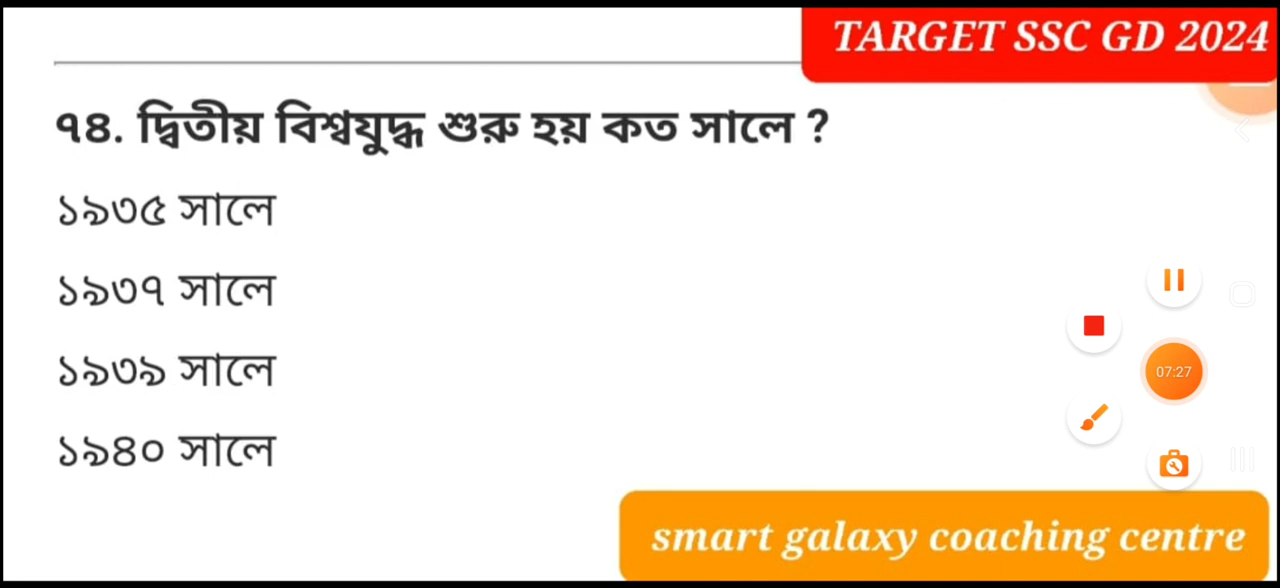 TARGET SSC GD 2024
৭৪. দ্বিতীয় বিশ্বযুদ্ধ শুরু হয় কত সালে ?
১৯৩৫ সালে
১৯৩৭ সালে
১৯৩৯ সালে
১৯৪০ সালে
07:27
smart galaxy coaching centre